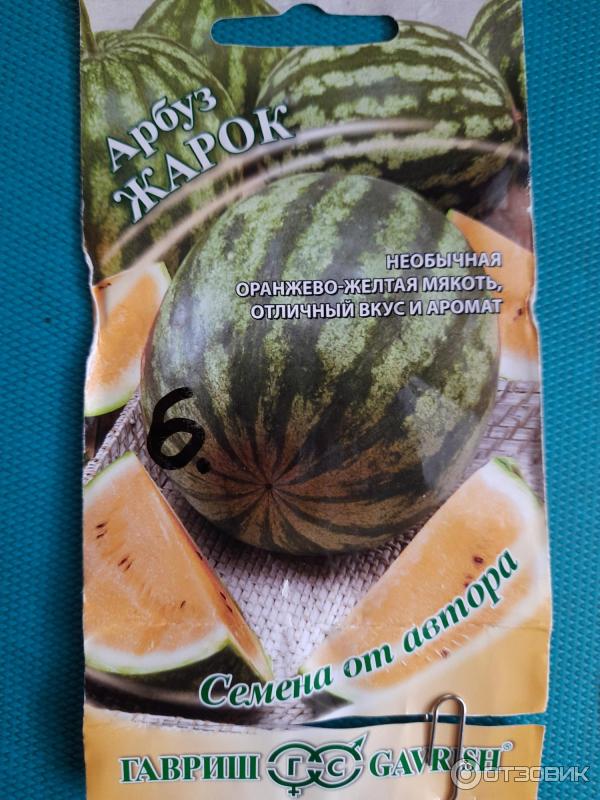 Арбуз
ЖАРОК
НЕОБЫЧНАЯ
ОРАНЖЕВО-ЖЕЛТАЯ МЯКОТЬ,
ОТЛИЧНЫЙ ВКУС И АРОМАТ
6.
Семена от автора
ГАВРИШ ГС GAVRISH®
ОТЗОВИК